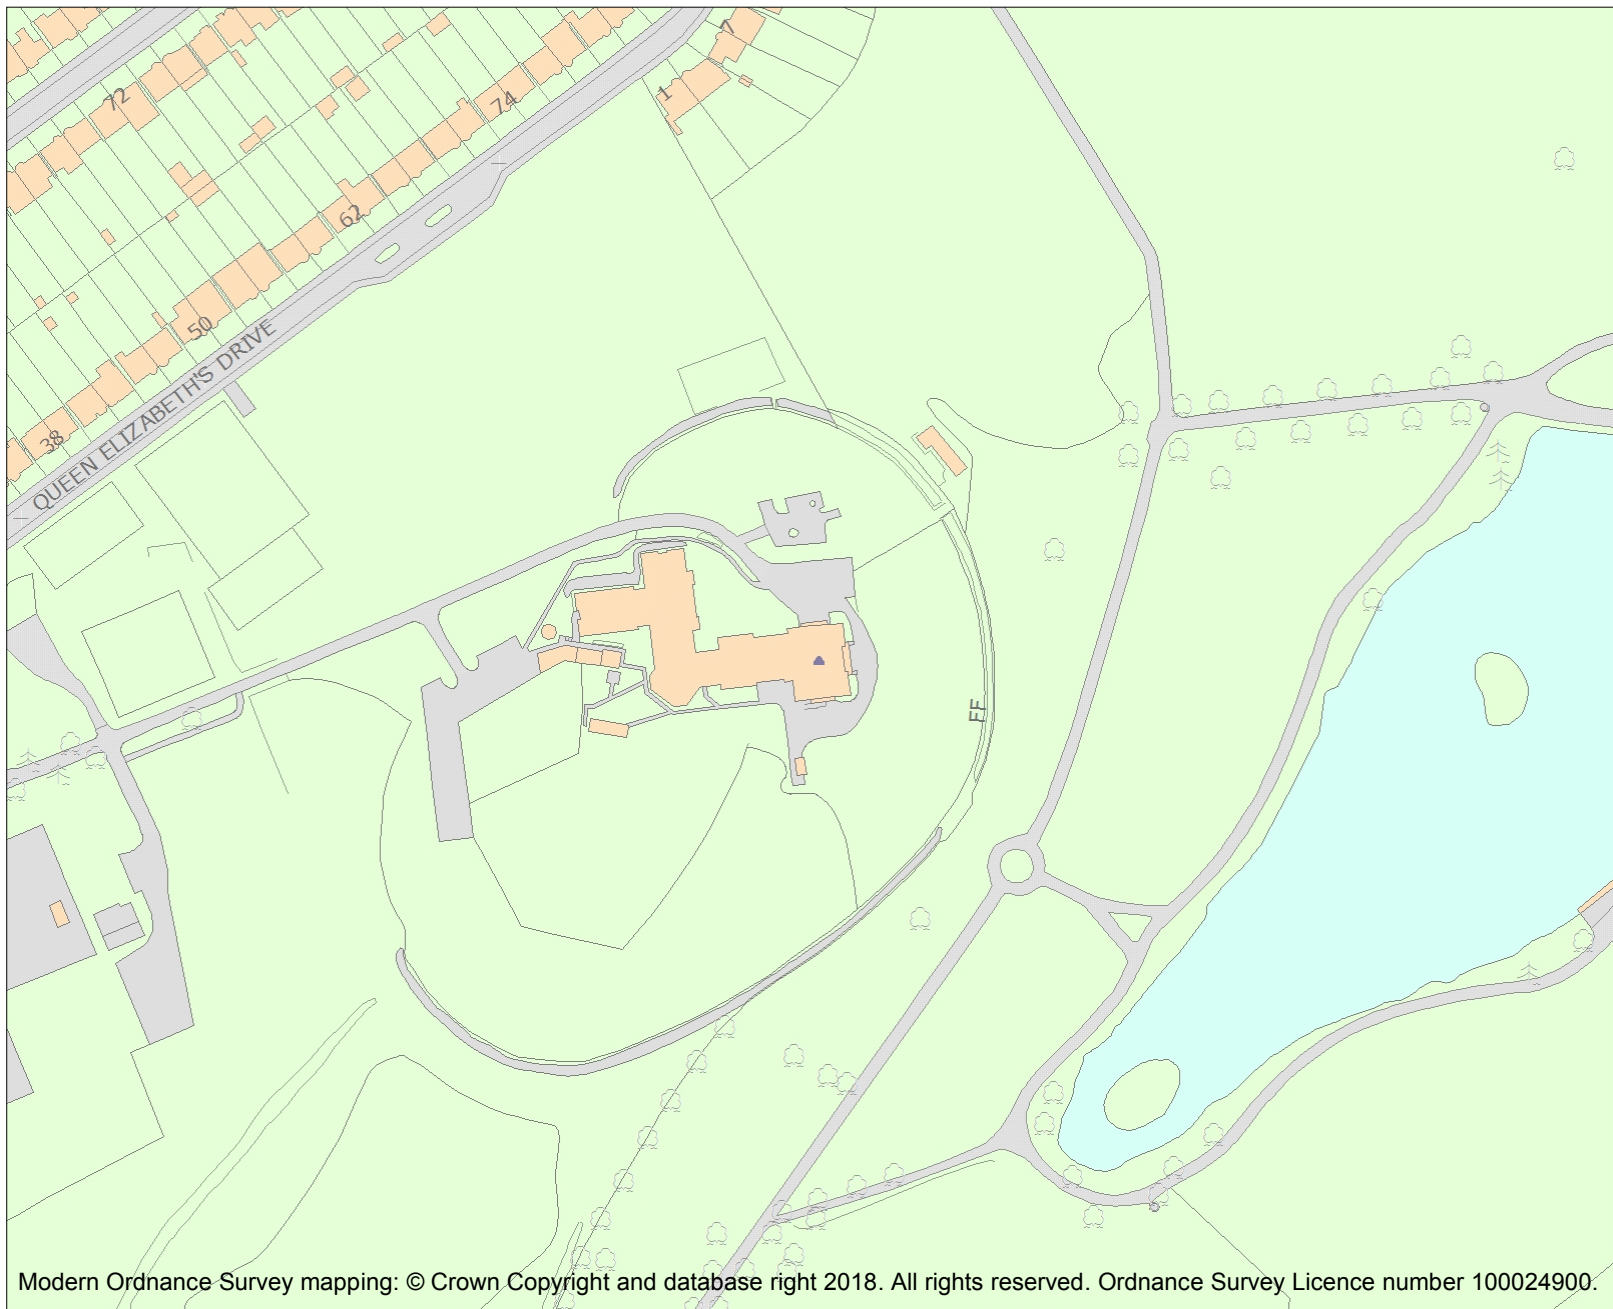 7
1
72
74
62
50
QUEEN ELIZABETH'S DRIVE
38
FF
Modern Ordnance Survey mapping: © Crown Copyright and database right 2018. All rights reserved. Ordnance Survey Licence number 100024900.